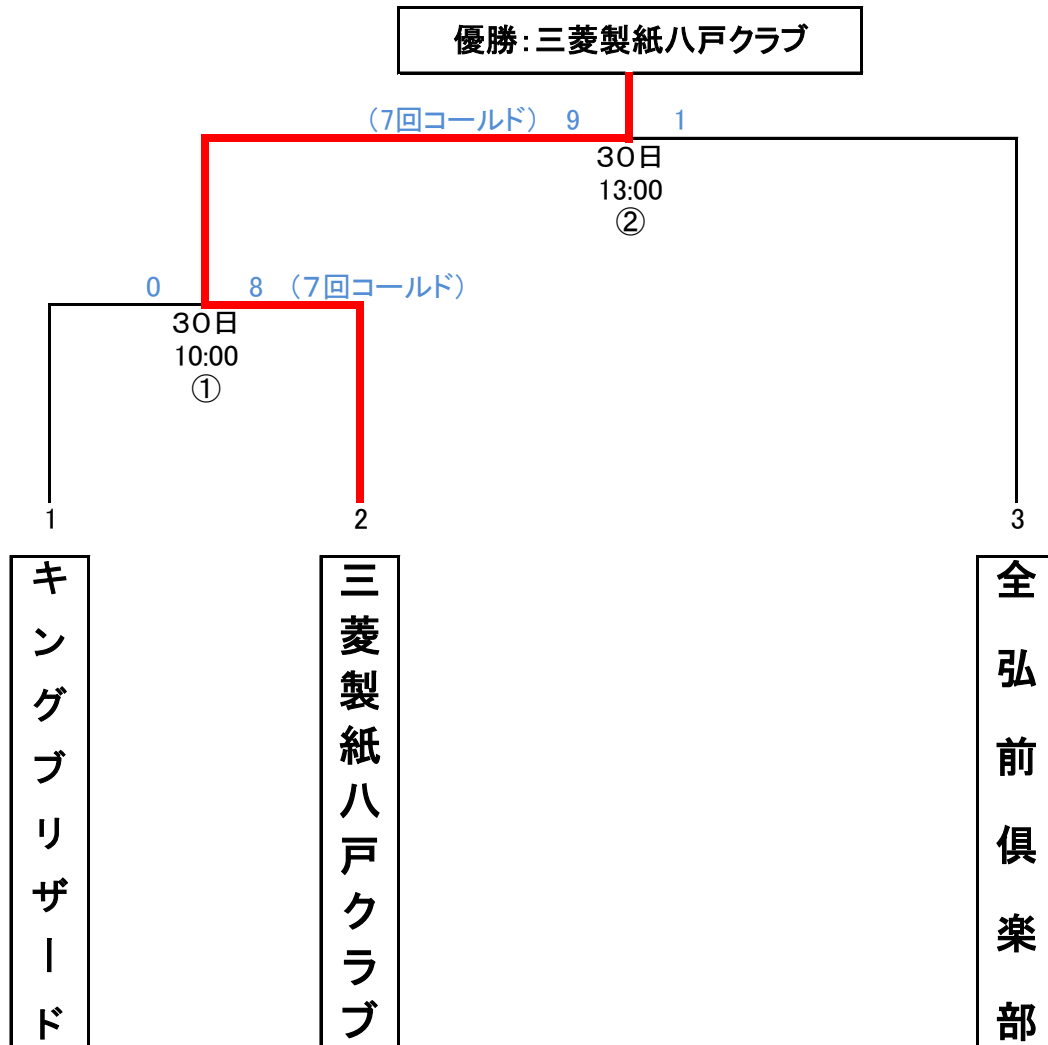 優勝：三菱製紙八戸クラブ
（7回コールド） 9 1
３０日
13:00
②
0 8 （７回コールド）
３０日
10:00
①
1 2 3
キングブリザード
三菱製紙八戸クラブ
全弘前倶楽部